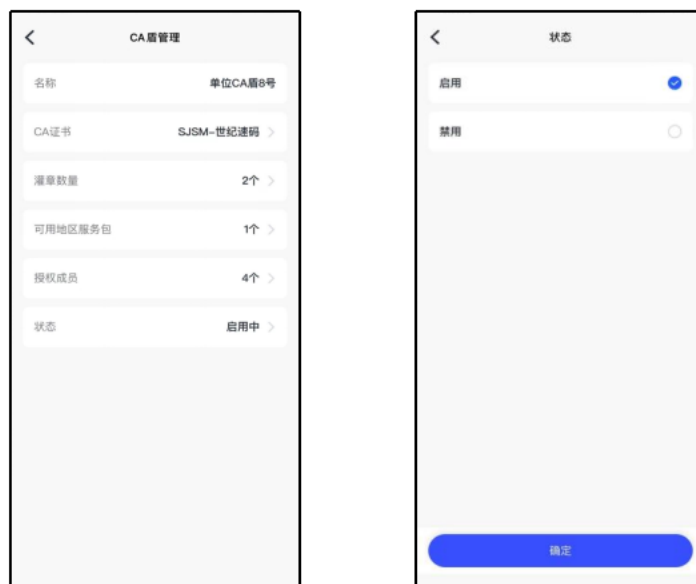 CA盾管理
名称 单位CA盾8号
CA证书 SJSM-世纪速码
灌章数量 2个
可用地区服务包 1个
授权成员 4个
状态 启用中
状态
启用
禁用
确定